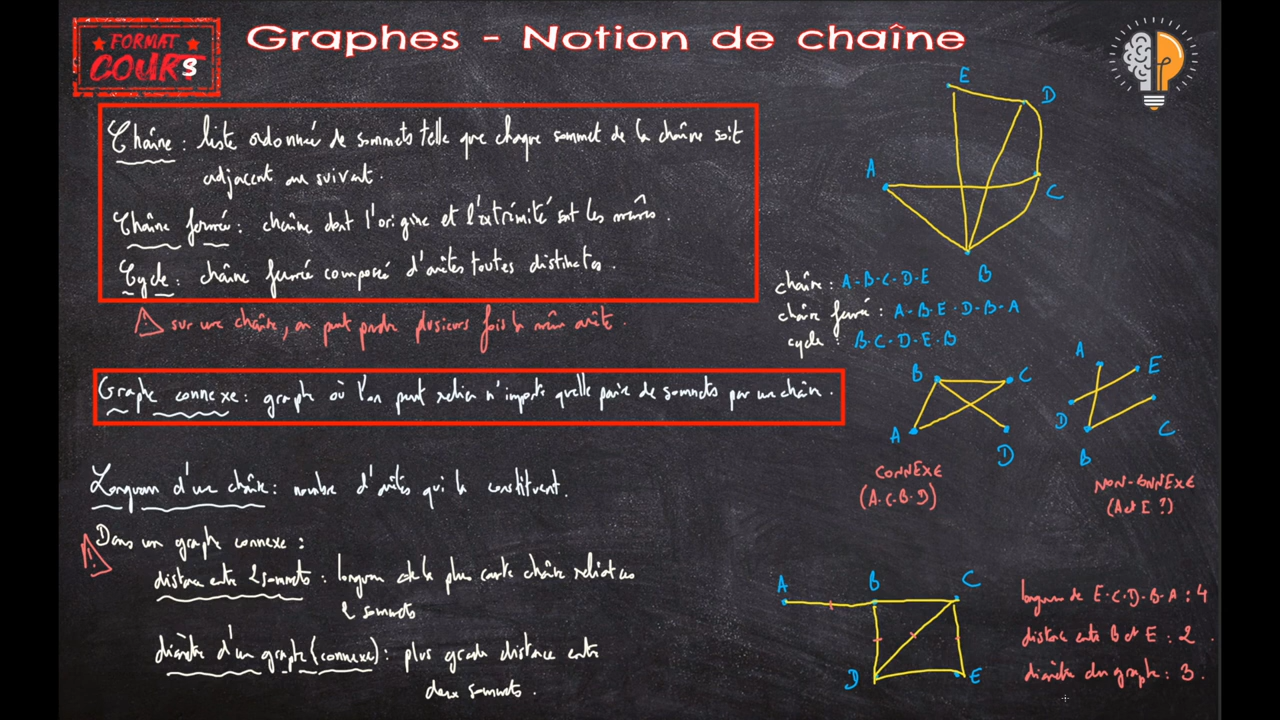 FORMAT
COURS
Graphes - Notion de chaîne
Chaîne : liste ordonnée de sommets telle que chaque sommet de la chaîne soit
adjacent au suivant.
Chaîne fermée : chaîne dont l'origine et l'extrémité sont les mêmes.
Cycle : chaîne fermée composé d'arêtes toutes distinctes.
! sur une chaîne, on peut prendre plusieurs fois la même arête.
Graphe connexe : graphe où l'on peut relier n'importe quelle paire de sommets par une chaîne.
Longueur d'une chaîne : nombre d'arêtes qui la constituent.
! Dans un graphe connexe :
distance entre 2 sommets : longueur de la plus courte chaîne reliant ces
2 sommets
diamètre d'un graphe (connexe) : plus grande distance entre
deux sommets.
E
D
A
C
B
chaîne : A-B-C-D-E
chaîne fermée : A-B-E-D-B-A
cycle : B-C-D-E-B
B
C
A
D
CONNEXE
(A-C-B-D)
A
E
D
C
B
NON-CONNEXE
(A et E ?)
A
B
C
D
E
longueur de E-C-D-B-A : 4
distance entre B et E : 2
diamètre du graphe : 3.